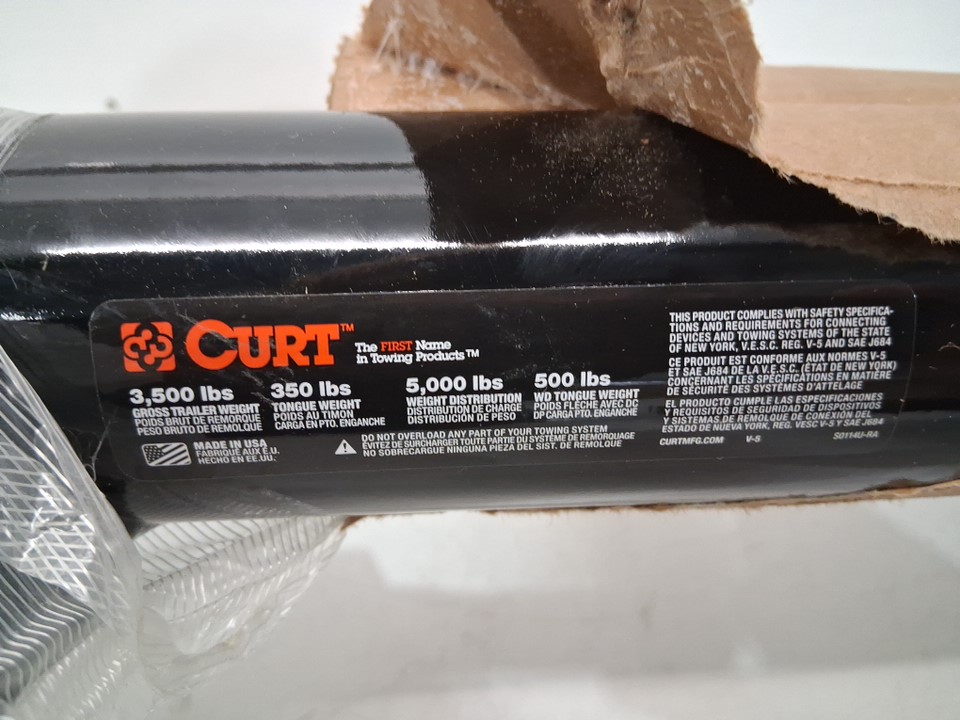 CURT™
The FIRST Name
in Towing Products™
3,500 lbs
GROSS TRAILER WEIGHT
POIDS BRUT DE REMORQUE
PESO BRUTO DE REMOLQUE
350 lbs
TONGUE WEIGHT
POIDS AU TIMON
CARGA EN PTO. ENGANCHE
5,000 lbs
WEIGHT DISTRIBUTION
DISTRIBUTION DE CHARGE
DISTRIBUCIÓN DE PESO
500 lbs
WD TONGUE WEIGHT
POIDS FLÈCHE AVEC DC
DP CARGA PTO. ENGANCHE
MADE IN USA
FABRIQUÉ AUX É.U.
HECHO EN EE.UU.
DO NOT OVERLOAD ANY PART OF YOUR TOWING SYSTEM
ÉVITEZ DE SURCHARGER TOUTE PARTIE DU SYSTÈME DE REMORQUAGE
NO SOBRECARGUE NINGUNA PIEZA DEL SIST. DE REMOLQUE
THIS PRODUCT COMPLIES WITH SAFETY SPECIFICA-
TIONS AND REQUIREMENTS FOR CONNECTING
DEVICES AND TOWING SYSTEMS OF THE STATE
OF NEW YORK, V.E.S.C. REG. V-5 AND SAE J684
CE PRODUIT EST CONFORME AUX NORMES V-5
ET SAE J684 DE LA V.E.S.C. (ÉTAT DE NEW YORK)
CONCERNANT LES SPÉCIFICATIONS EN MATIÈRE
DE SÉCURITÉ DES SYSTÈMES D'ATTELAGE
EL PRODUCTO CUMPLE LAS ESPECIFICACIONES
Y REQUISITOS DE SEGURIDAD DE DISPOSITIVOS
Y SISTEMAS DE REMOLQUE DE CONEXIÓN DEL
ESTADO DE NUEVA YORK, REG. VESC V-5 Y SAE J684
CURTMFG.COM V-5 S0114U-RA